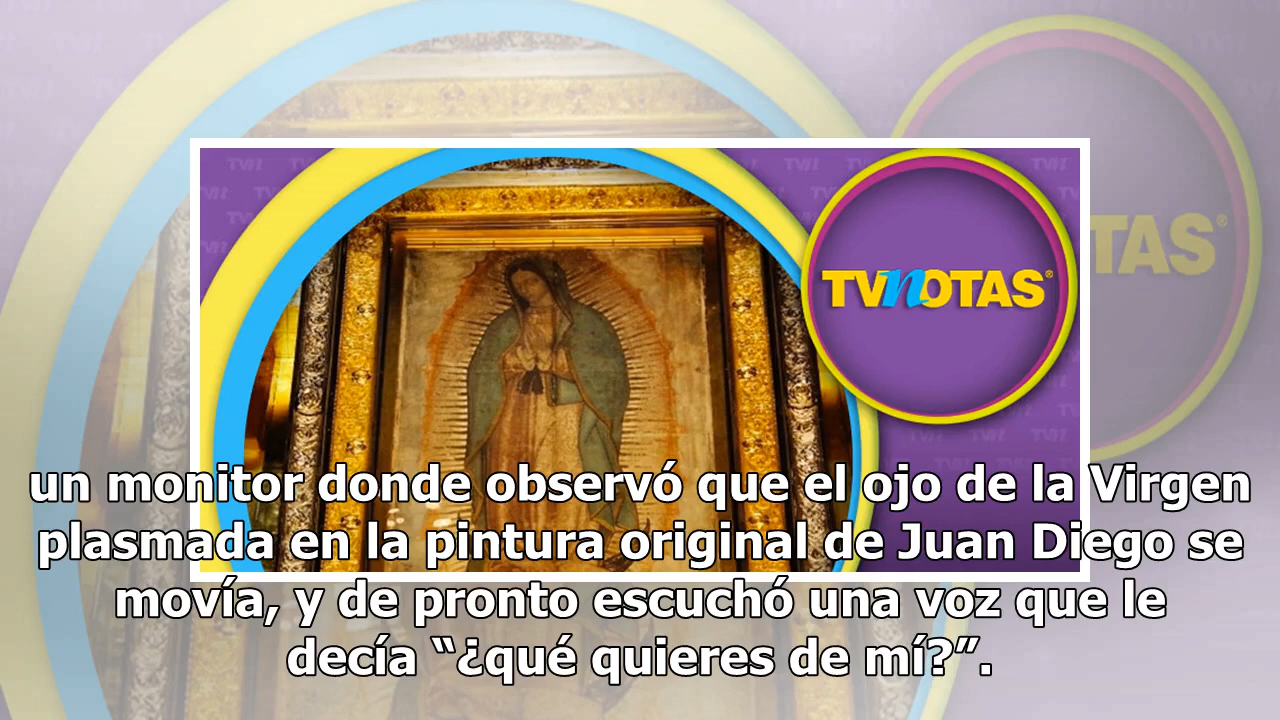 TVnOTAS®
TAS®
un monitor donde observó que el ojo de la Virgen
plasmada en la pintura original de Juan Diego se
movía, y de pronto escuchó una voz que le
decía “¿qué quieres de mí?”.